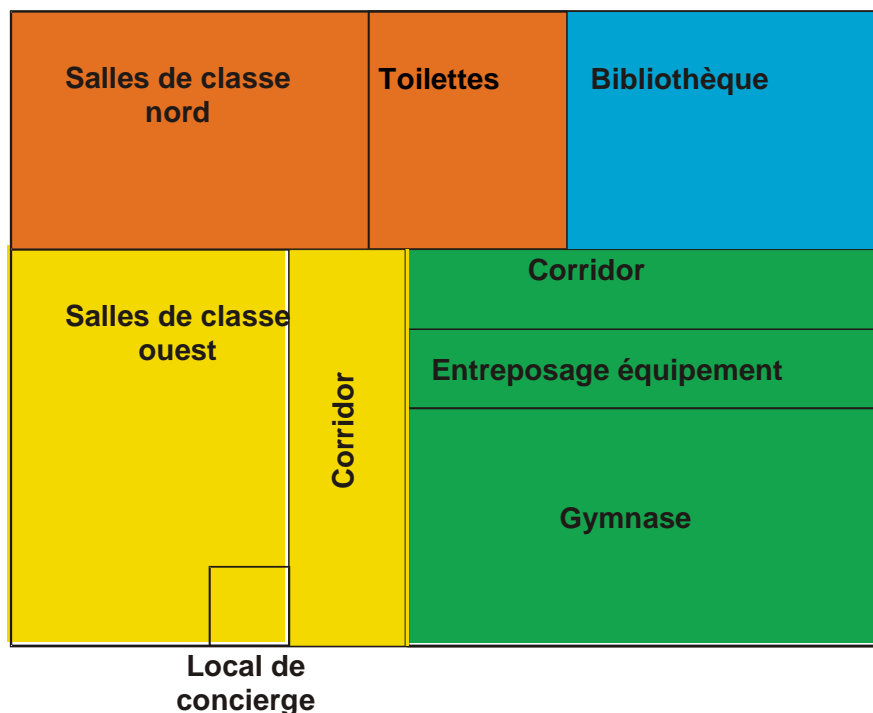 Salles de classe
nord
Toilettes
Bibliothèque
Corridor
Salles de classe
ouest
Entreposage équipement
Corridor
Gymnase
Local de
concierge